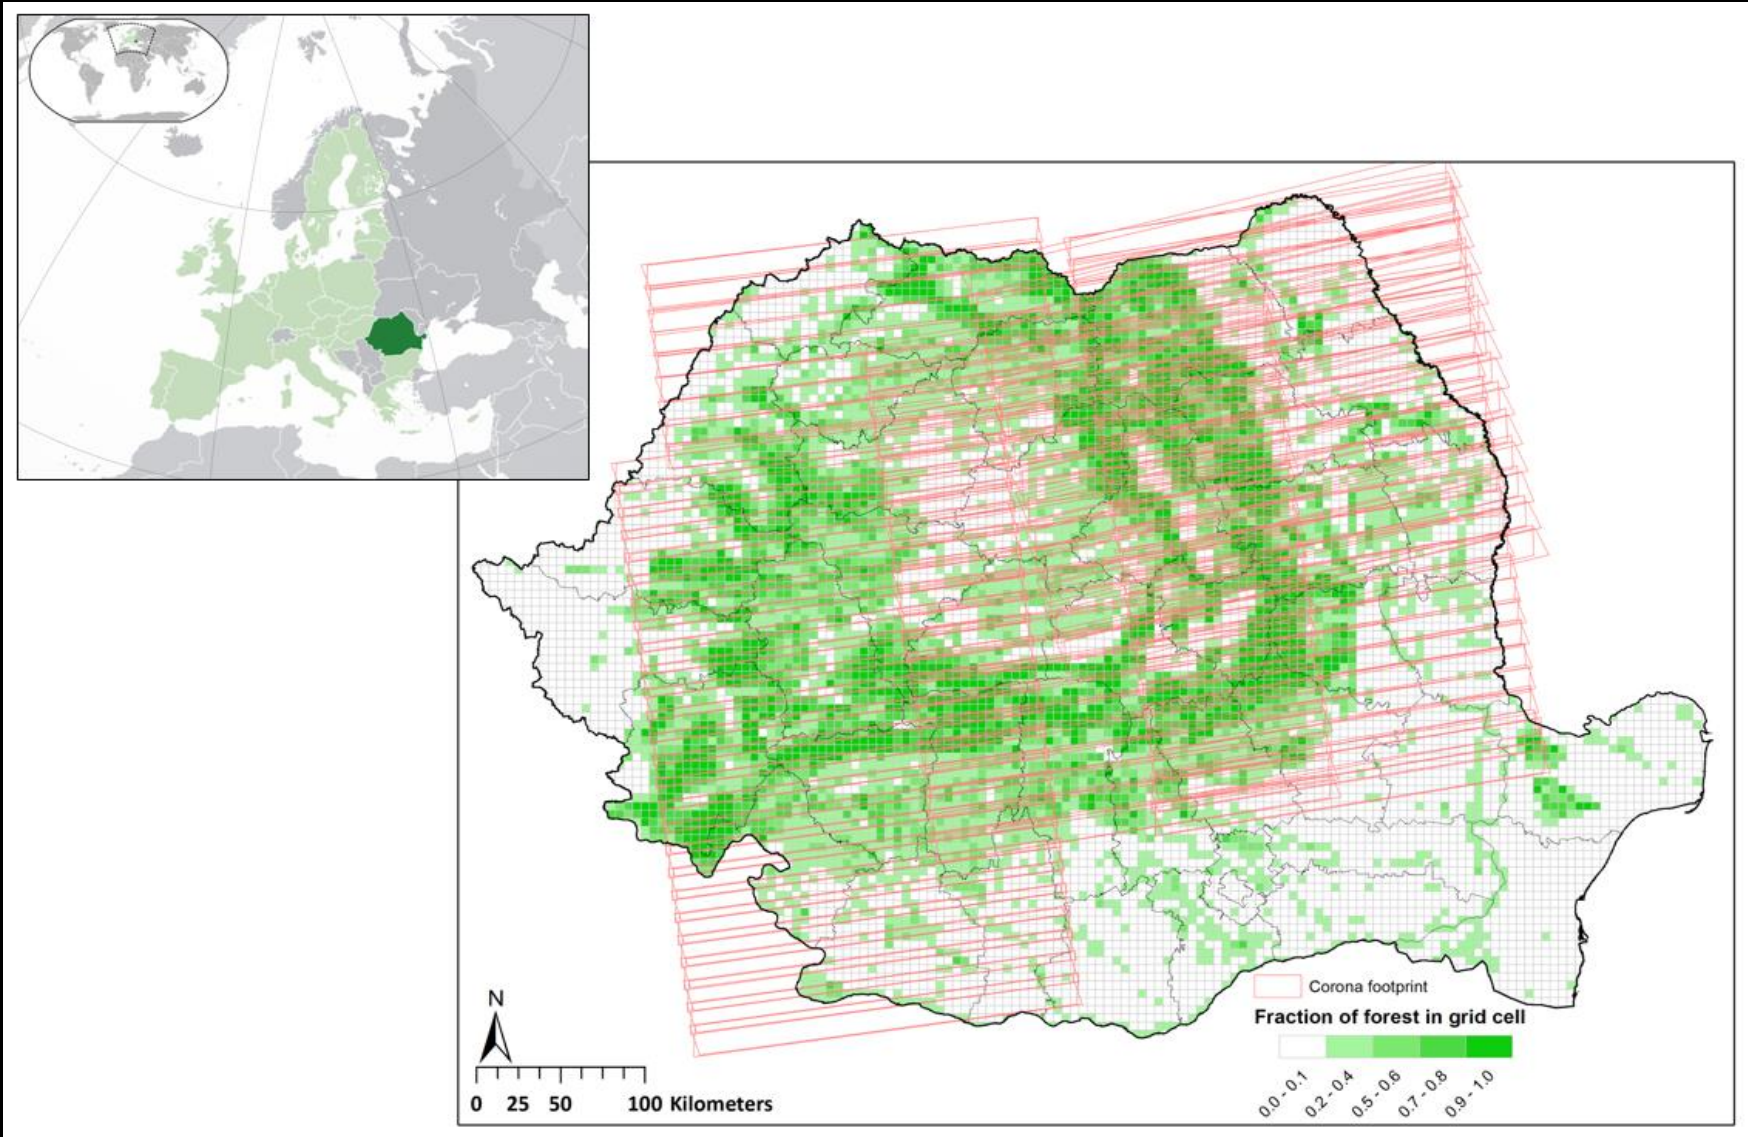 N
0 25 50 100 Kilometers
Corona footprint
Fraction of forest in grid cell
0.0 - 0.1
0.2 - 0.4
0.5 - 0.6
0.7 - 0.8
0.9 - 1.0